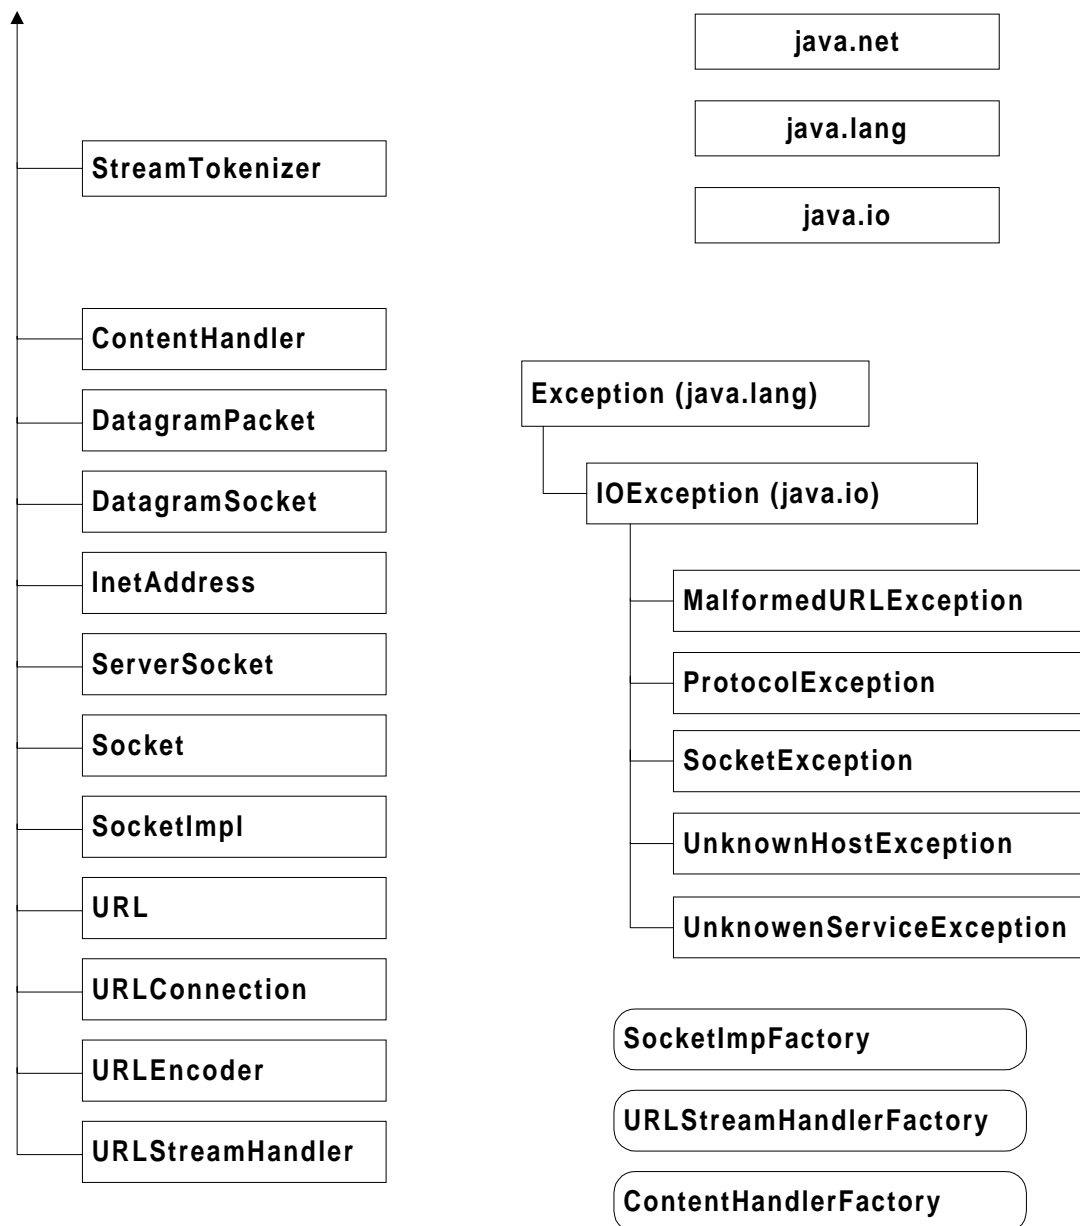 java.net
java.lang
java.io
StreamTokenizer
ContentHandler
DatagramPacket
DatagramSocket
InetAddress
ServerSocket
Socket
SocketImpl
URL
URLConnection
URLEncoder
URLStreamHandler
Exception (java.lang)
IOException (java.io)
MalformedURLException
ProtocolException
SocketException
UnknownHostException
UnknowenServiceException
SocketImpFactory
URLStreamHandlerFactory
ContentHandlerFactory